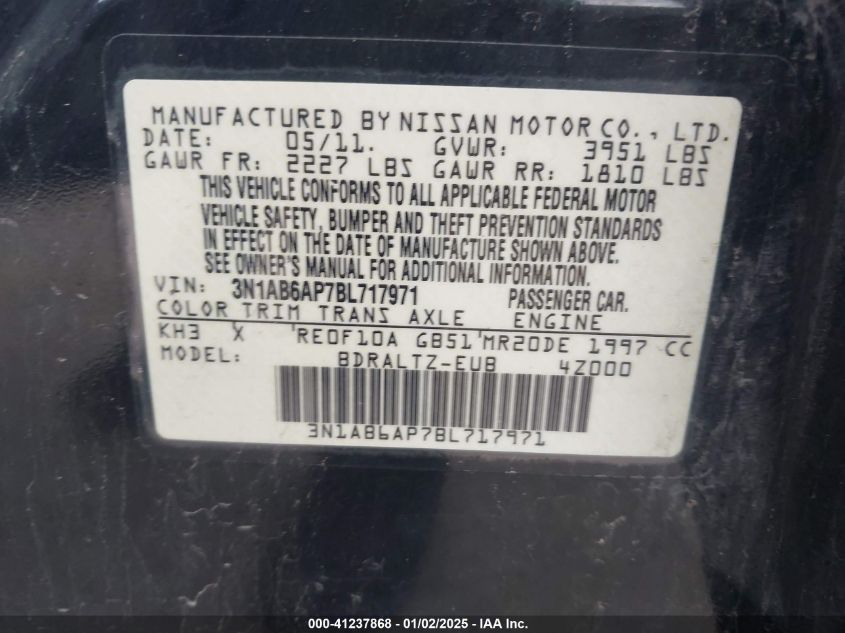 MANUFACTURED BY NISSAN MOTOR CO., LTD.
DATE: 05/11. GVWR: 3951 LBS
GAWR FR: 2227 LBS GAWR RR: 1810 LBS
THIS VEHICLE CONFORMS TO ALL APPLICABLE FEDERAL MOTOR
VEHICLE SAFETY, BUMPER AND THEFT PREVENTION STANDARDS
IN EFFECT ON THE DATE OF MANUFACTURE SHOWN ABOVE.
SEE OWNER'S MANUAL FOR ADDITIONAL INFORMATION.
VIN: 3N1AB6AP7BL717971 PASSENGER CAR.
COLOR TRIM TRANS AXLE ENGINE
KH3 X 'RE0F10A GB51'MR20DE 1997 CC
MODEL: BDRALTZ-EUB 4Z000
3N1AB6AP7BL717971
000-41237868 - 01/02/2025 - IAA Inc.